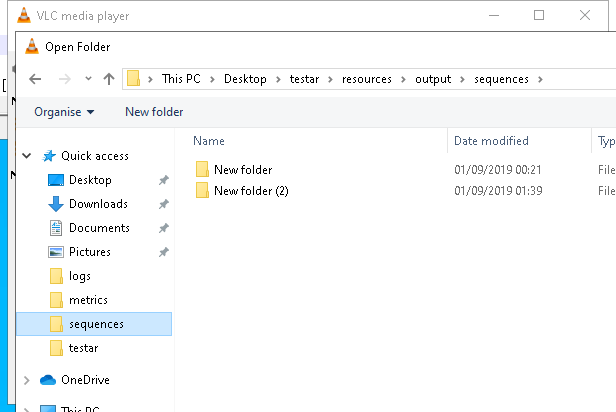 VLC media player
Open Folder
This PC > Desktop > testar > resources > output > sequences >
Organise New folder
Name Date modified Typ
Quick access
New folder 01/09/2019 00:21 File
New folder (2) 01/09/2019 01:39 File
Desktop
Downloads
Documents
Pictures
logs
metrics
sequences
testar
OneDrive
This PC